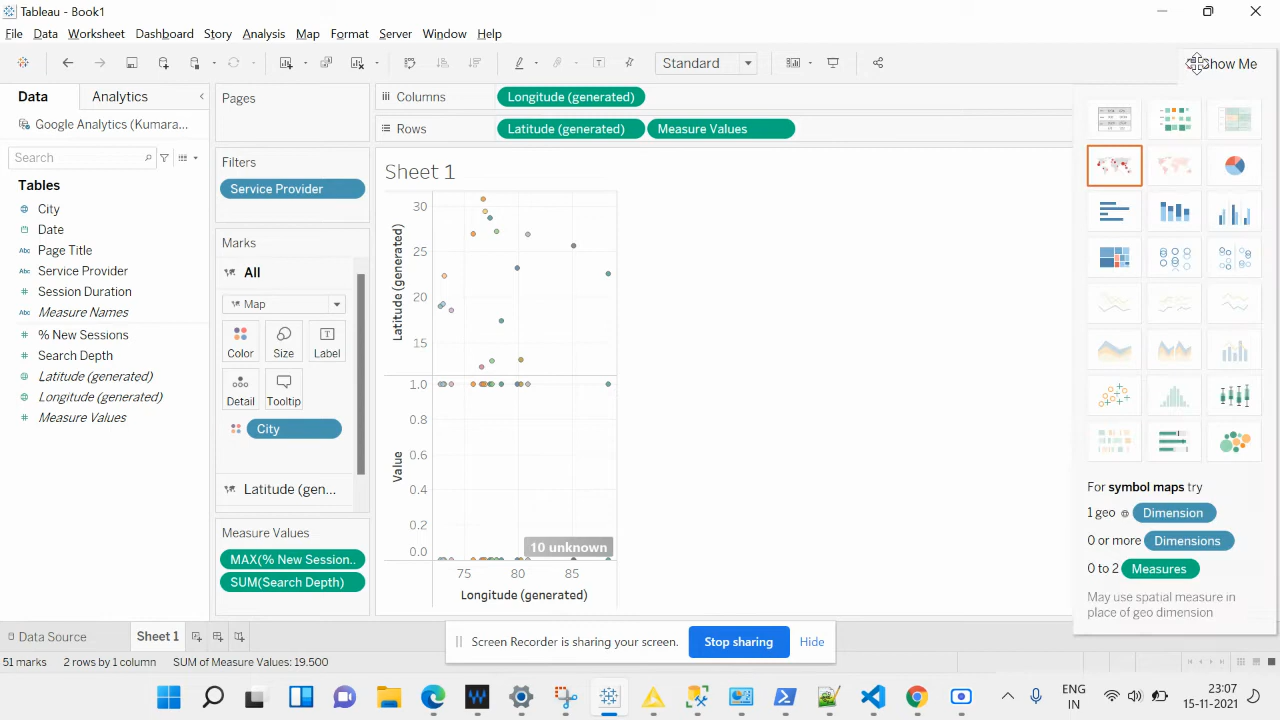 Tableau - Book1
File Data Worksheet Dashboard Story Analysis Map Format Server Window Help
Standard
Show Me
Data
Analytics
Google Analytics (Kumara...
Search
Tables
City
Date
Abc Page Title
Abc Service Provider
Session Duration
Abc Measure Names
% New Sessions
Search Depth
Latitude (generated)
Longitude (generated)
Measure Values
Pages
Filters
Service Provider
Marks
All
Map
Color
Size
Label
Detail
Tooltip
City
Latitude (gen...
Measure Values
MAX(% New Session..
SUM(Search Depth)
Columns
Longitude (generated)
Rows
Latitude (generated)
Measure Values
Sheet 1
30
25
20
15
Latitude (generated)
1.0
0.8
0.6
0.4
0.2
0.0
Value
10 unknown
75 80 85
Longitude (generated)
For symbol maps try
1 geo Dimension
0 or more Dimensions
0 to 2 Measures
May use spatial measure in
place of geo dimension
Data Source
Sheet 1
Screen Recorder is sharing your screen.
Stop sharing
Hide
51 marks 2 rows by 1 column SUM of Measure Values: 19.500
ENG
IN
23:07
15-11-2021